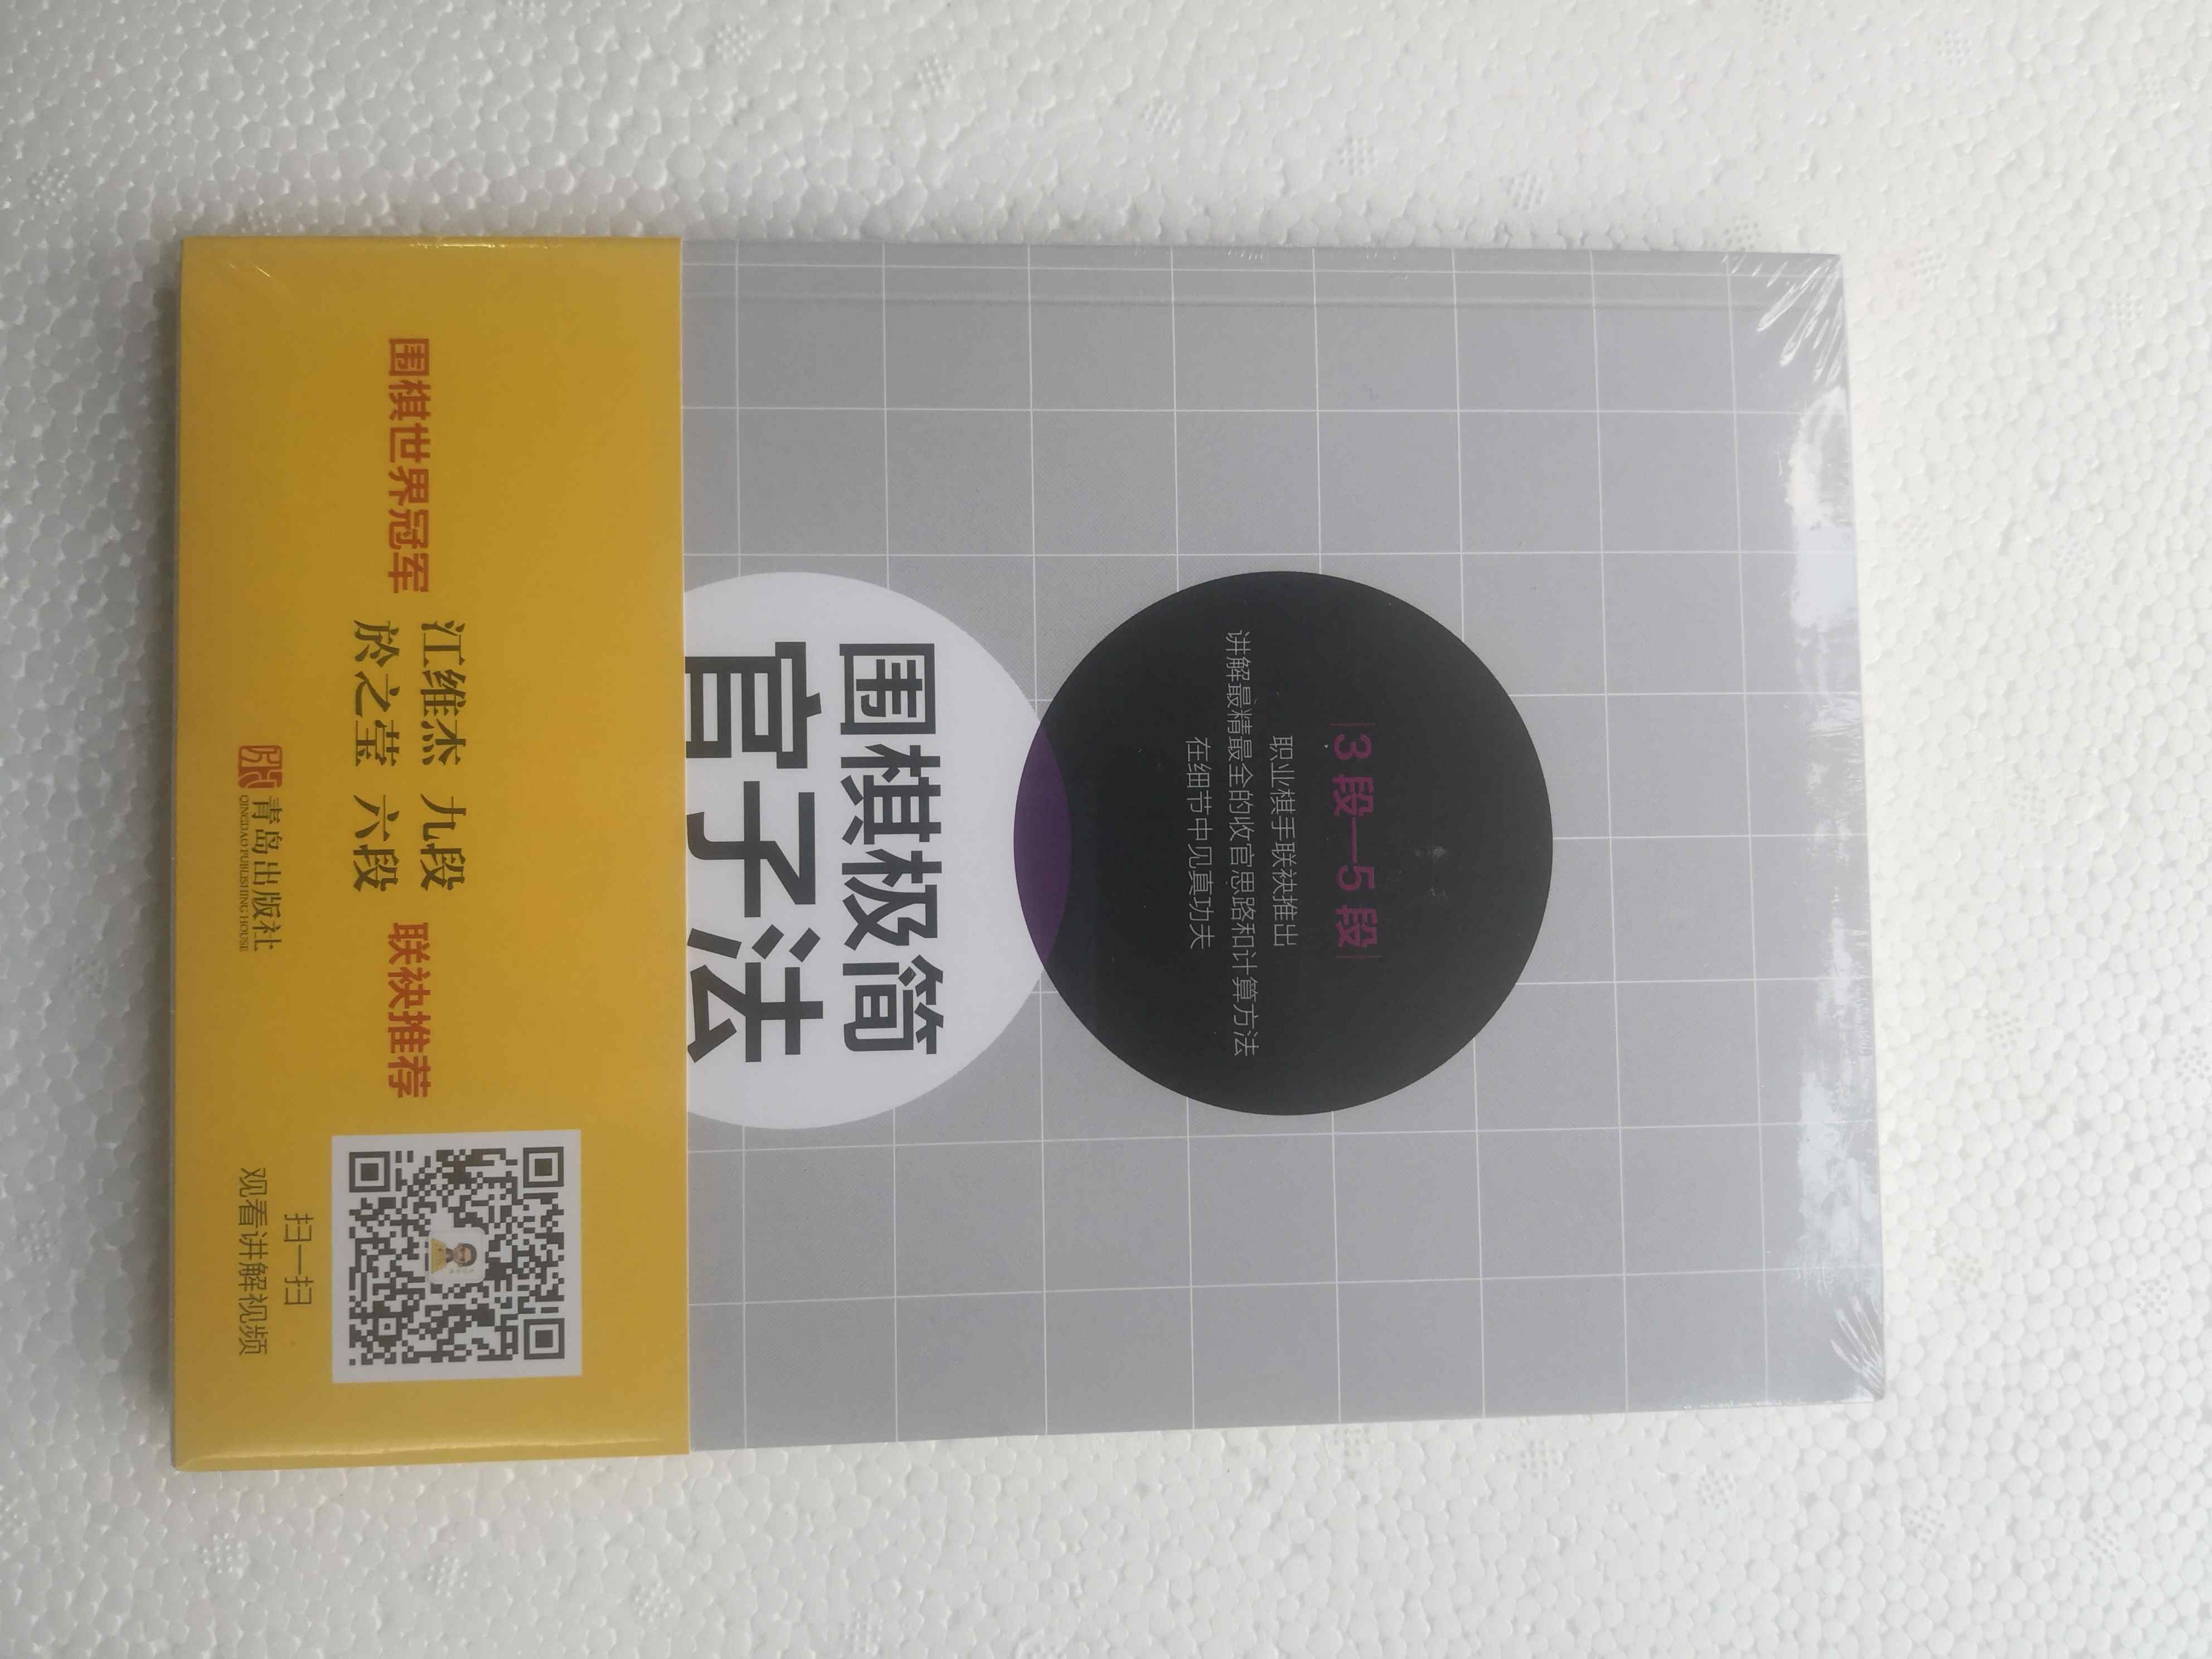 3段—5段
职业棋手联袂推出
讲解最精最全的收官思路和计算方法
在细节中见真功夫
围棋极简
官子法
围棋世界冠军
江维杰 九段
於之莹 六段
联袂推荐
青岛出版社
QINGDAO PUBLISHING HOUSE
扫一扫
观看讲解视频